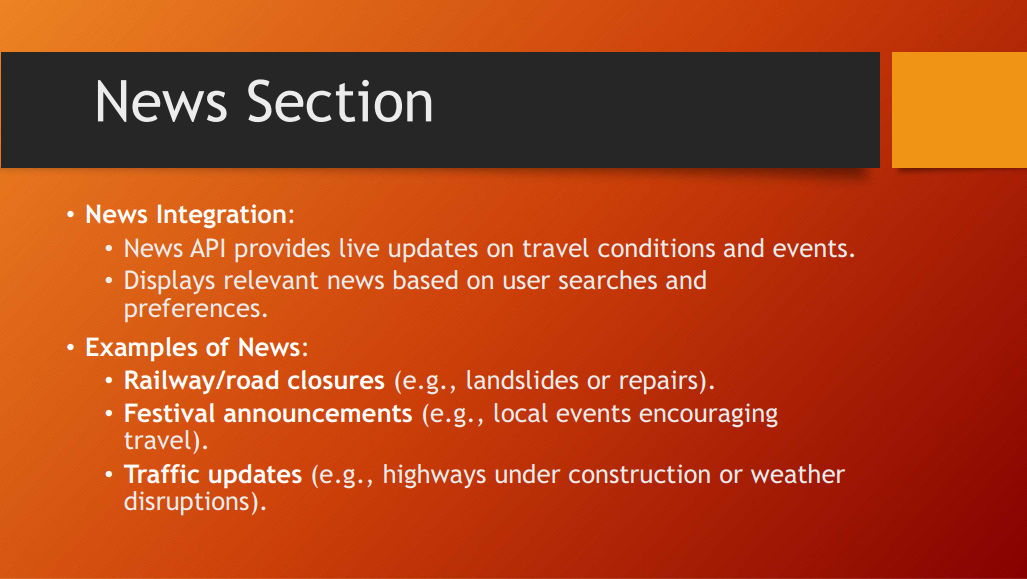 News Section
• News Integration:
• News API provides live updates on travel conditions and events.
• Displays relevant news based on user searches and
preferences.
• Examples of News:
• Railway/road closures (e.g., landslides or repairs).
• Festival announcements (e.g., local events encouraging
travel).
• Traffic updates (e.g., highways under construction or weather
disruptions).